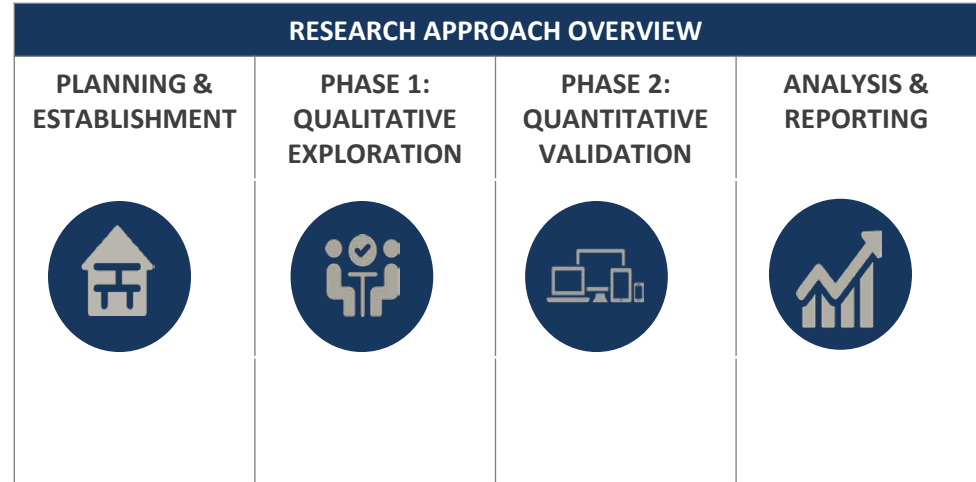 RESEARCH APPROACH OVERVIEW
PLANNING &
ESTABLISHMENT
PHASE 1:
QUALITATIVE
EXPLORATION
PHASE 2:
QUANTITATIVE
VALIDATION
ANALYSIS &
REPORTING